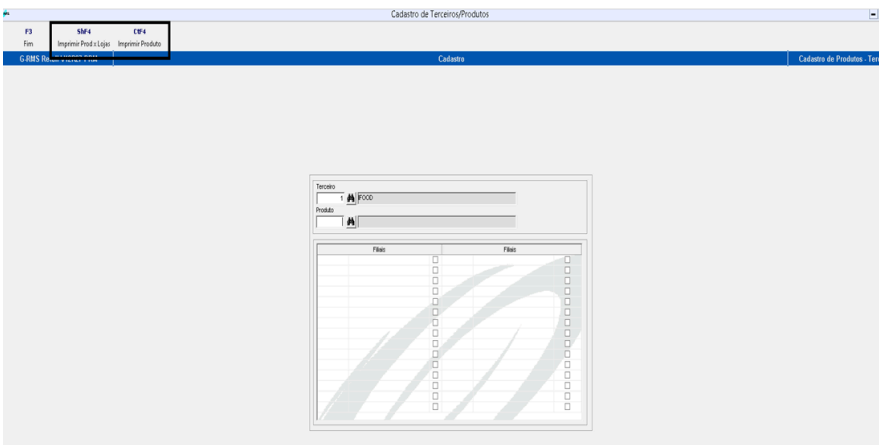 Cadastro de Terceiros/Produtos
F3 ShF4 CtF4
Fim Imprimir Prod x Lojas Imprimir Produto
Cadastro Cadastro de Produtos - Ter
Terceiro
1 IFOOD
Produto
Filiais Filiais